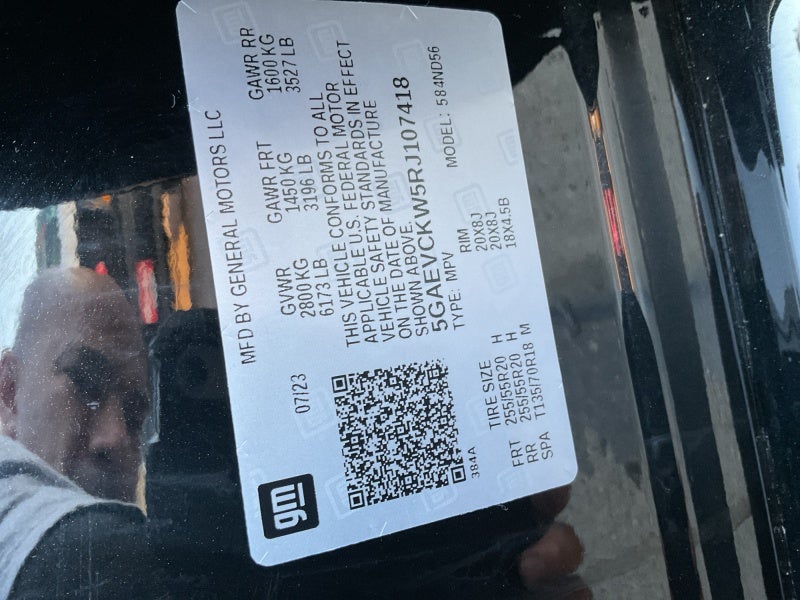 gm
MFD BY GENERAL MOTORS LLC
07/23
GVWR GAWR FRT GAWR RR
2800 KG 1450 KG 1600 KG
6173 LB 3196 LB 3527 LB
THIS VEHICLE CONFORMS TO ALL
APPLICABLE U.S. FEDERAL MOTOR
VEHICLE SAFETY STANDARDS IN EFFECT
ON THE DATE OF MANUFACTURE
SHOWN ABOVE.
5GAEVCKW5RJ107418
TYPE: MPV MODEL: 584ND56
384A
TIRE SIZE RIM
FRT 255/55R20 H 20X8J
RR 255/55R20 H 20X8J
SPA T135/70R18 M 18X4.5B